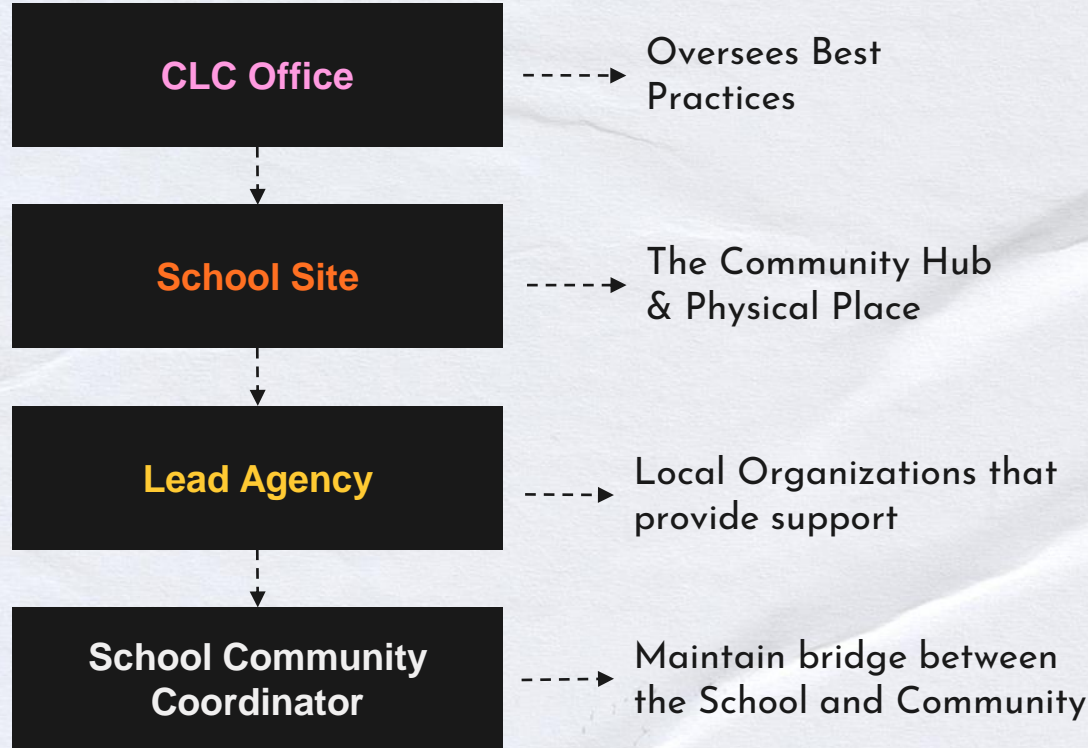 CLC Office
Oversees Best
Practices
School Site
The Community Hub
& Physical Place
Lead Agency
Local Organizations that
provide support
School Community
Coordinator
Maintain bridge between
the School and Community